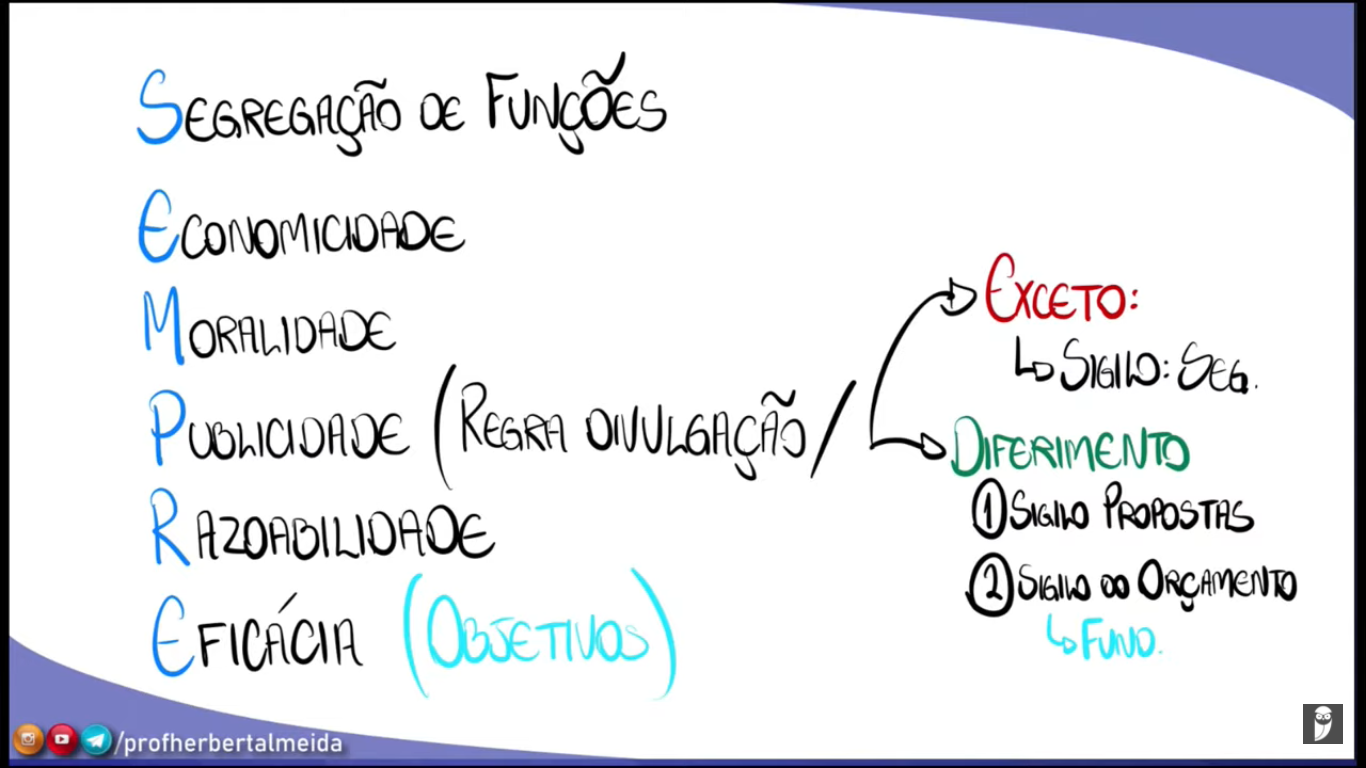 SEGREGAÇÃO DE FUNÇÕES
ECONOMICIDADE
MORALIDADE
PUBLICIDADE (REGRA DIVULGAÇÃO/
RAZOABILIDADE
EFICÁCIA (OBJETIVOS)
EXCETO:
SIGILO: SEG.
DIFERIMENTO
1 SIGILO PROPOSTAS
2 SIGILO DO ORÇAMENTO
FUND.
/profherbertalmeida